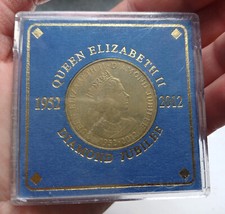 QUEEN ELIZABETH II
1952 2012
DIAMOND JUBILEE